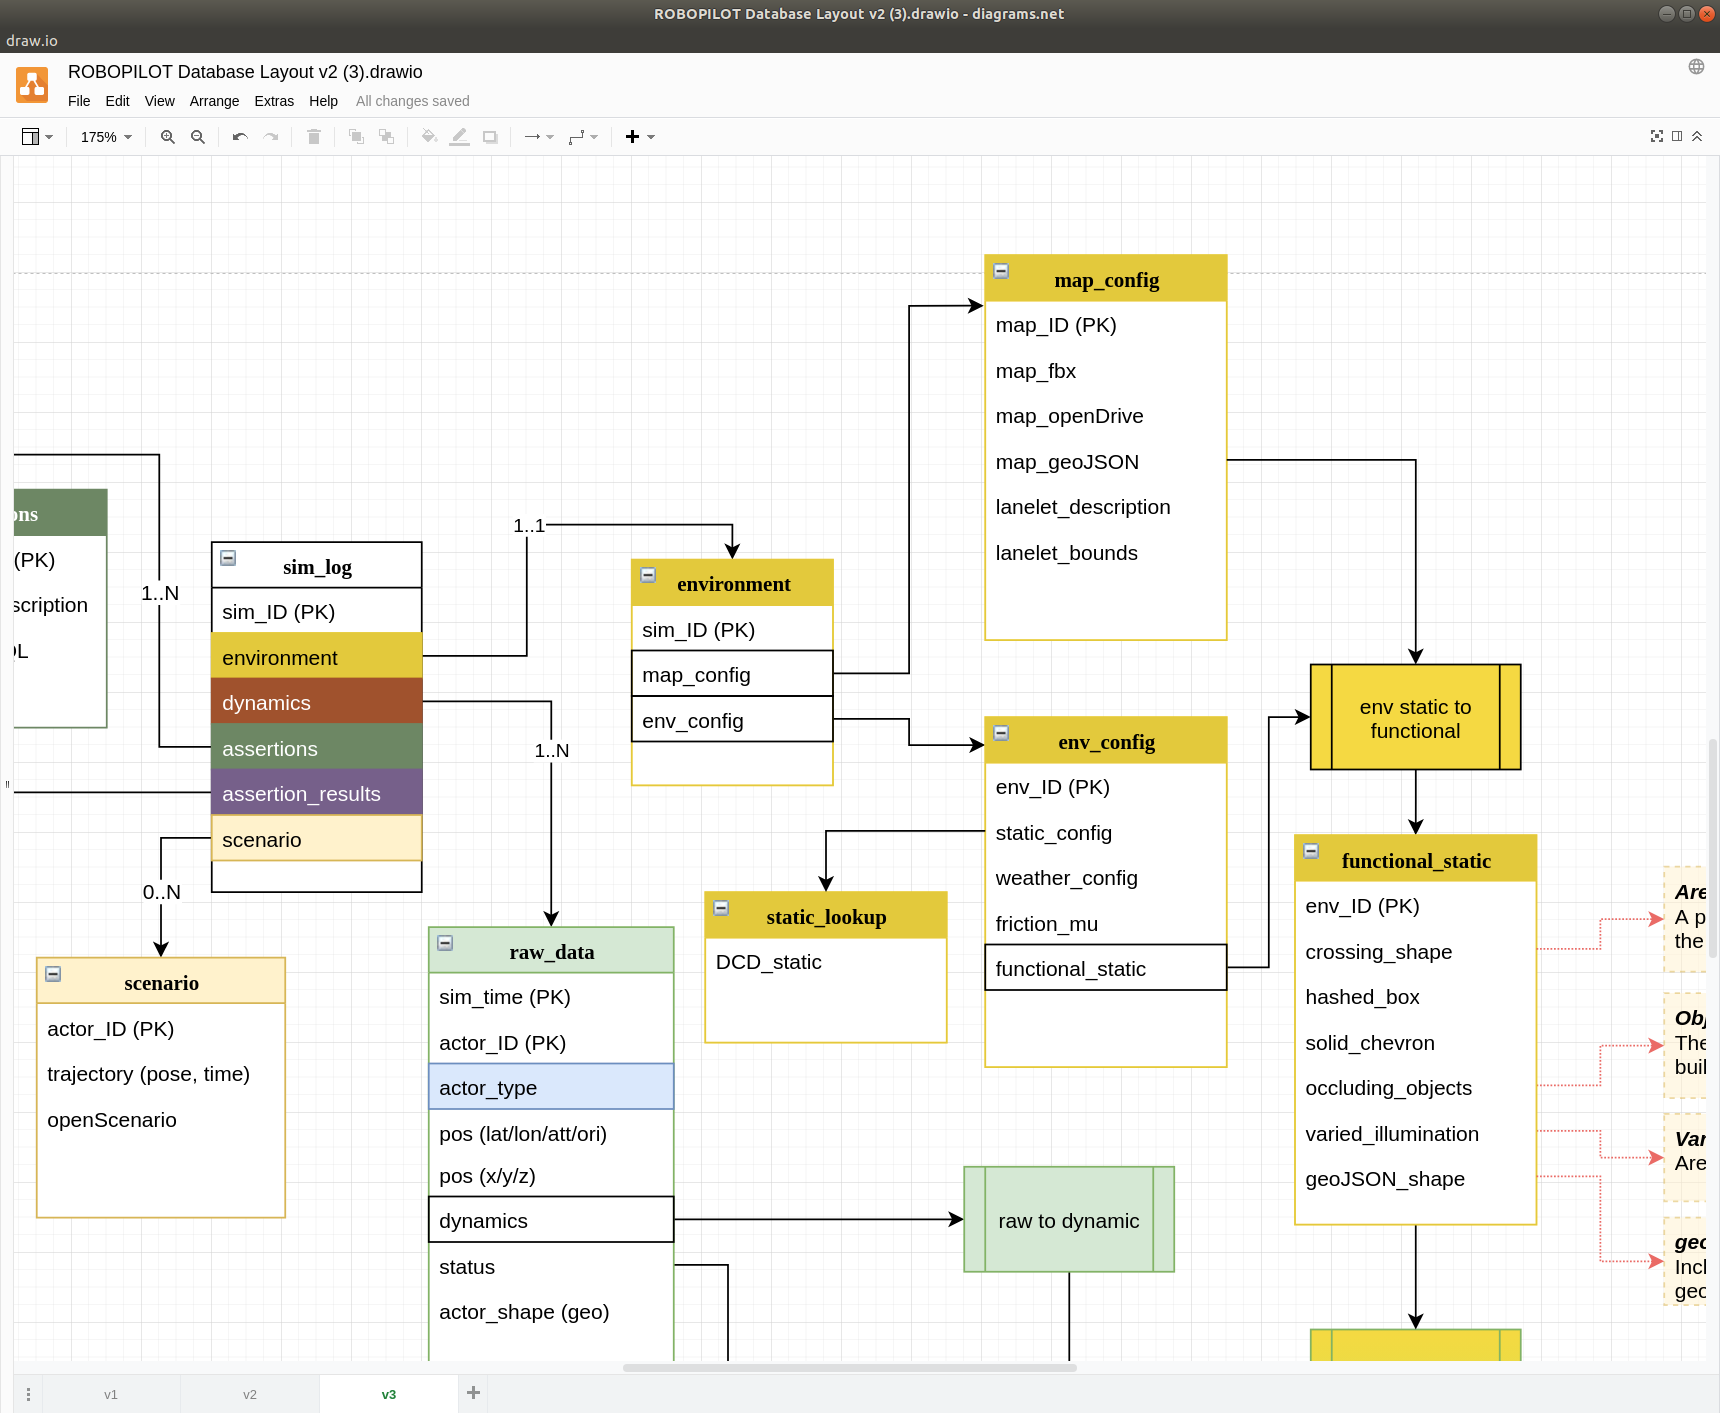 ROBOPILOT Database Layout v2 (3).drawio - diagrams.net
draw.io
ROBOPILOT Database Layout v2 (3).drawio
File Edit View Arrange Extras Help All changes saved
175%
map_config
map_ID (PK)
map_fbx
map_openDrive
map_geoJSON
lanelet_description
lanelet_bounds
ons
(PK)
scription
1..N
sim_log
sim_ID (PK)
environment
dynamics
assertions
assertion_results
scenario
1..1
1..N
0..N
environment
sim_ID (PK)
map_config
env_config
env_config
env_ID (PK)
static_config
weather_config
friction_mu
functional_static
env static to
functional
static_lookup
DCD_static
functional_static
env_ID (PK)
crossing_shape
hashed_box
solid_chevron
occluding_objects
varied_illumination
geoJSON_shape
Are
A p
the
Obj
The
buil
Var
Are
geo
Incl
geo
scenario
actor_ID (PK)
trajectory (pose, time)
openScenario
raw_data
sim_time (PK)
actor_ID (PK)
actor_type
pos (lat/lon/att/ori)
pos (x/y/z)
dynamics
status
actor_shape (geo)
raw to dynamic
v1 v2 v3